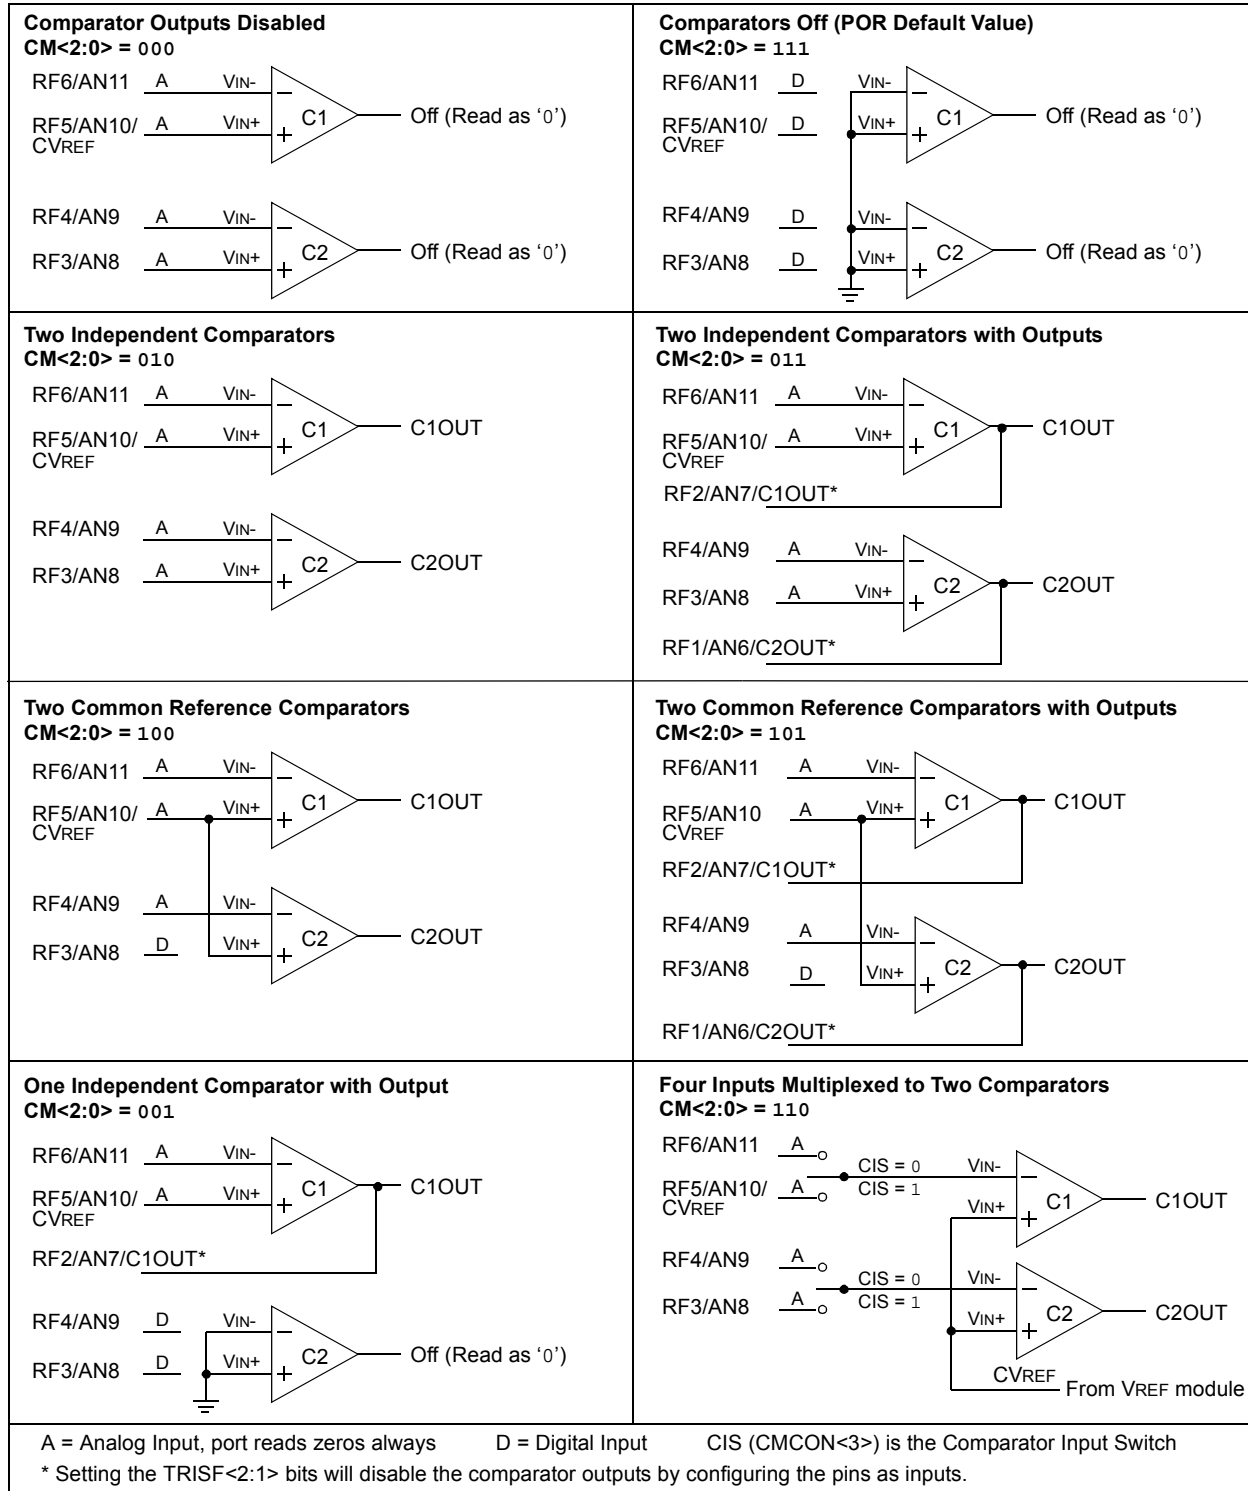 Comparator Outputs Disabled
CM<2:0> = 000
RF6/AN11 A VIN-
RF5/AN10/ A VIN+
CVREF
C1
Off (Read as ‘0’)
RF4/AN9 A VIN-
RF3/AN8 A VIN+
C2
Off (Read as ‘0’)
Comparators Off (POR Default Value)
CM<2:0> = 111
RF6/AN11 D VIN-
RF5/AN10/ D VIN+
CVREF
C1
Off (Read as ‘0’)
RF4/AN9 D VIN-
RF3/AN8 D VIN+
C2
Off (Read as ‘0’)
Two Independent Comparators
CM<2:0> = 010
RF6/AN11 A VIN-
RF5/AN10/ A VIN+
CVREF
C1
C1OUT
RF4/AN9 A VIN-
RF3/AN8 A VIN+
C2
C2OUT
Two Independent Comparators with Outputs
CM<2:0> = 011
RF6/AN11 A VIN-
RF5/AN10/ A VIN+
CVREF
C1
C1OUT
RF2/AN7/C1OUT*
RF4/AN9 A VIN-
RF3/AN8 A VIN+
C2
C2OUT
RF1/AN6/C2OUT*
Two Common Reference Comparators
CM<2:0> = 100
RF6/AN11 A VIN-
RF5/AN10/ A VIN+
CVREF
C1
C1OUT
RF4/AN9 A VIN-
RF3/AN8 D VIN+
C2
C2OUT
Two Common Reference Comparators with Outputs
CM<2:0> = 101
RF6/AN11 A VIN-
RF5/AN10 A VIN+
CVREF
C1
C1OUT
RF2/AN7/C1OUT*
RF4/AN9 A VIN-
RF3/AN8 D VIN+
C2
C2OUT
RF1/AN6/C2OUT*
One Independent Comparator with Output
CM<2:0> = 001
RF6/AN11 A VIN-
RF5/AN10/ A VIN+
CVREF
C1
C1OUT
RF2/AN7/C1OUT*
RF4/AN9 D VIN-
RF3/AN8 D VIN+
C2
Off (Read as ‘0’)
Four Inputs Multiplexed to Two Comparators
CM<2:0> = 110
RF6/AN11 A
CIS = 0 VIN-
RF5/AN10/ A CIS = 1
CVREF
VIN+
C1
C1OUT
RF4/AN9 A
CIS = 0 VIN-
RF3/AN8 A CIS = 1
VIN+
C2
C2OUT
CVREF
From VREF module
A = Analog Input, port reads zeros always D = Digital Input CIS (CMCON<3>) is the Comparator Input Switch
* Setting the TRISF<2:1> bits will disable the comparator outputs by configuring the pins as inputs.